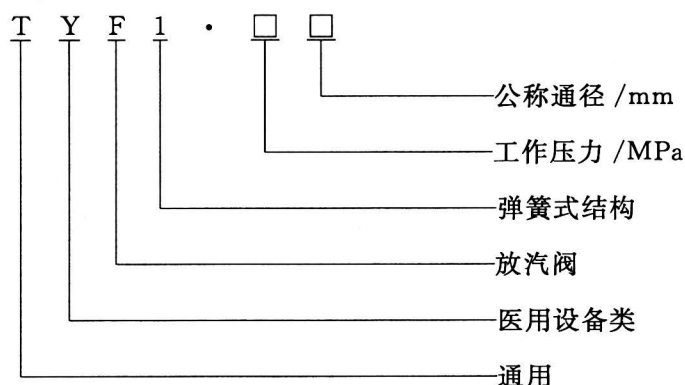 T Y F 1 · □ □
公称通径/mm
工作压力/MPa
弹簧式结构
放汽阀
医用设备类
通用